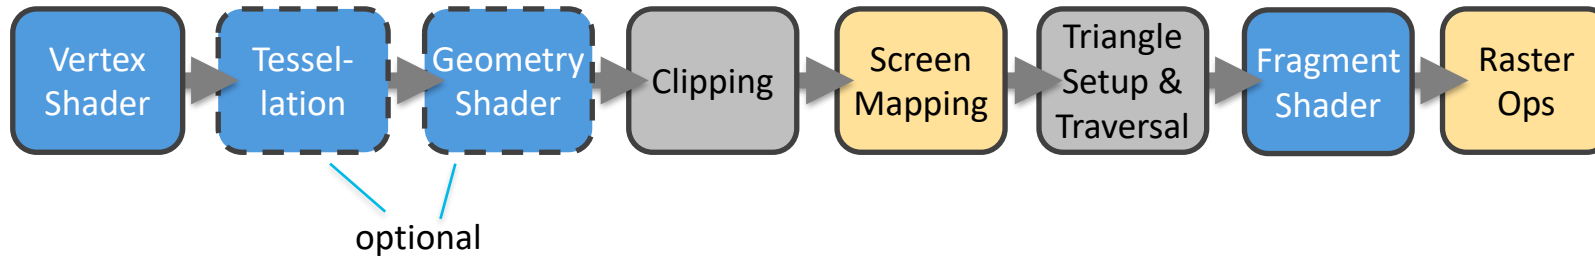 Vertex
Shader
Tessel-
lation
Geometry
Shader
Clipping
Screen
Mapping
Triangle
Setup &
Traversal
Fragment
Shader
Raster
Ops
optional